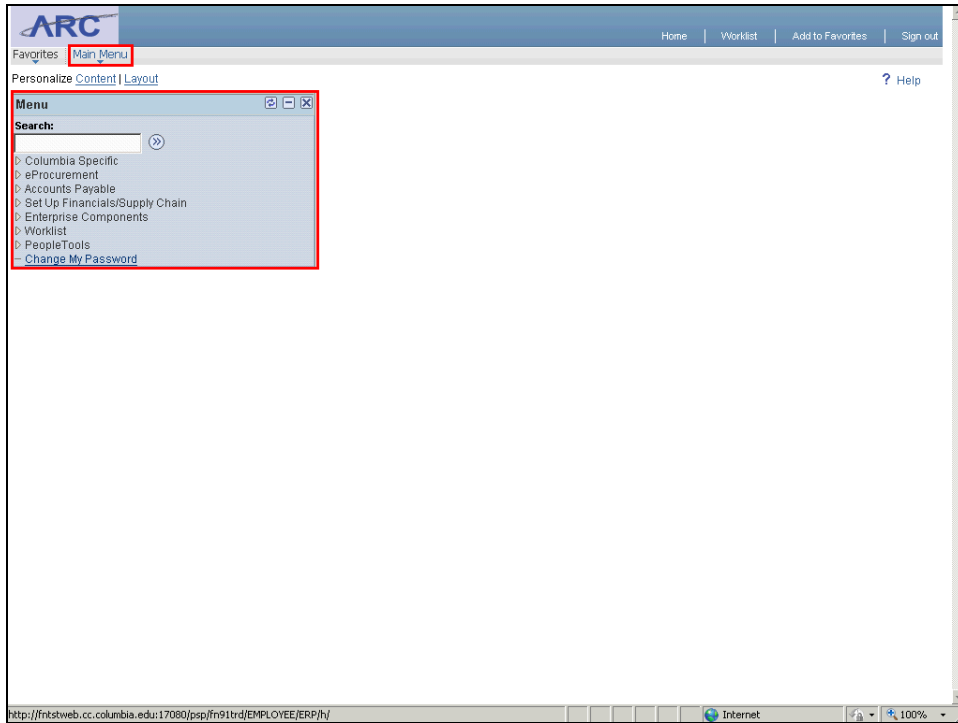 ARC
Home | Worklist | Add to Favorites | Sign out
Favorites Main Menu
Personalize Content | Layout
? Help
Menu
Search:
Columbia Specific
eProcurement
Accounts Payable
Set Up Financials/Supply Chain
Enterprise Components
Worklist
PeopleTools
Change My Password
http://fntstweb.cc.columbia.edu:17080/psp/fn91trd/EMPLOYEE/ERP/h/ Internet 100%